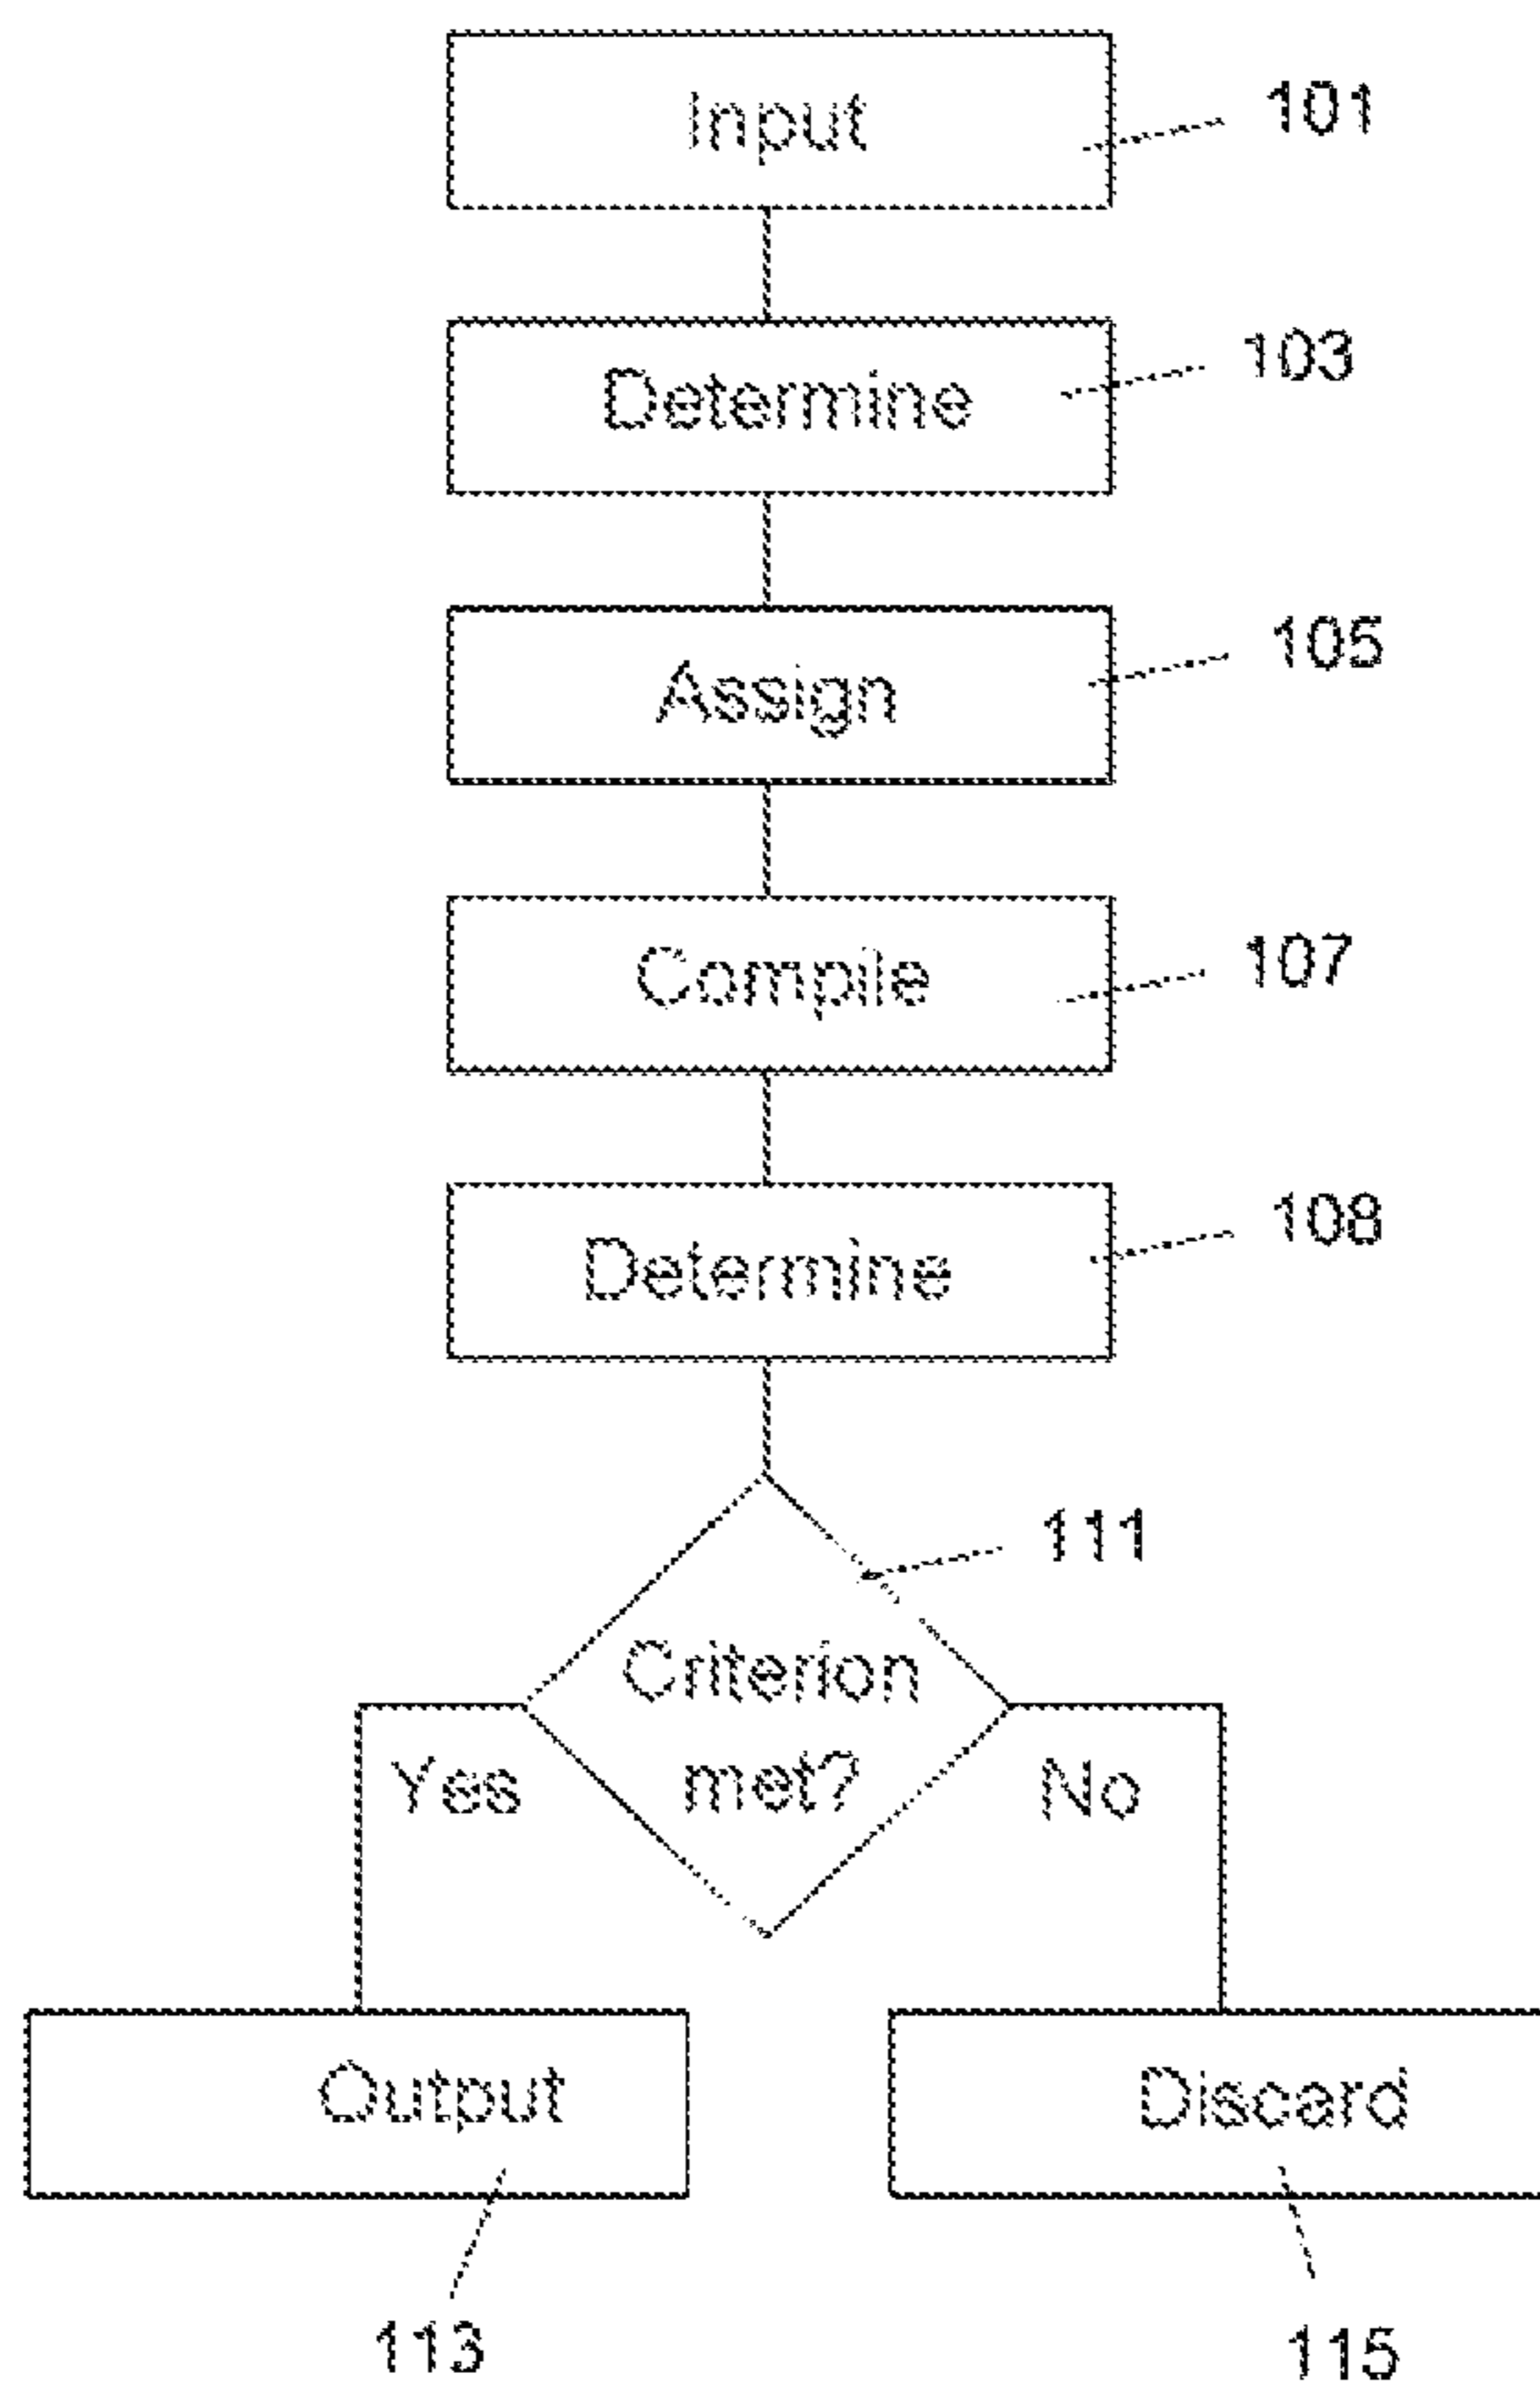 Input
101
Determine
103
Assign
105
Compile
107
Determine
108
111
Criterion
met?
Yes
No
Output
Discard
113
115